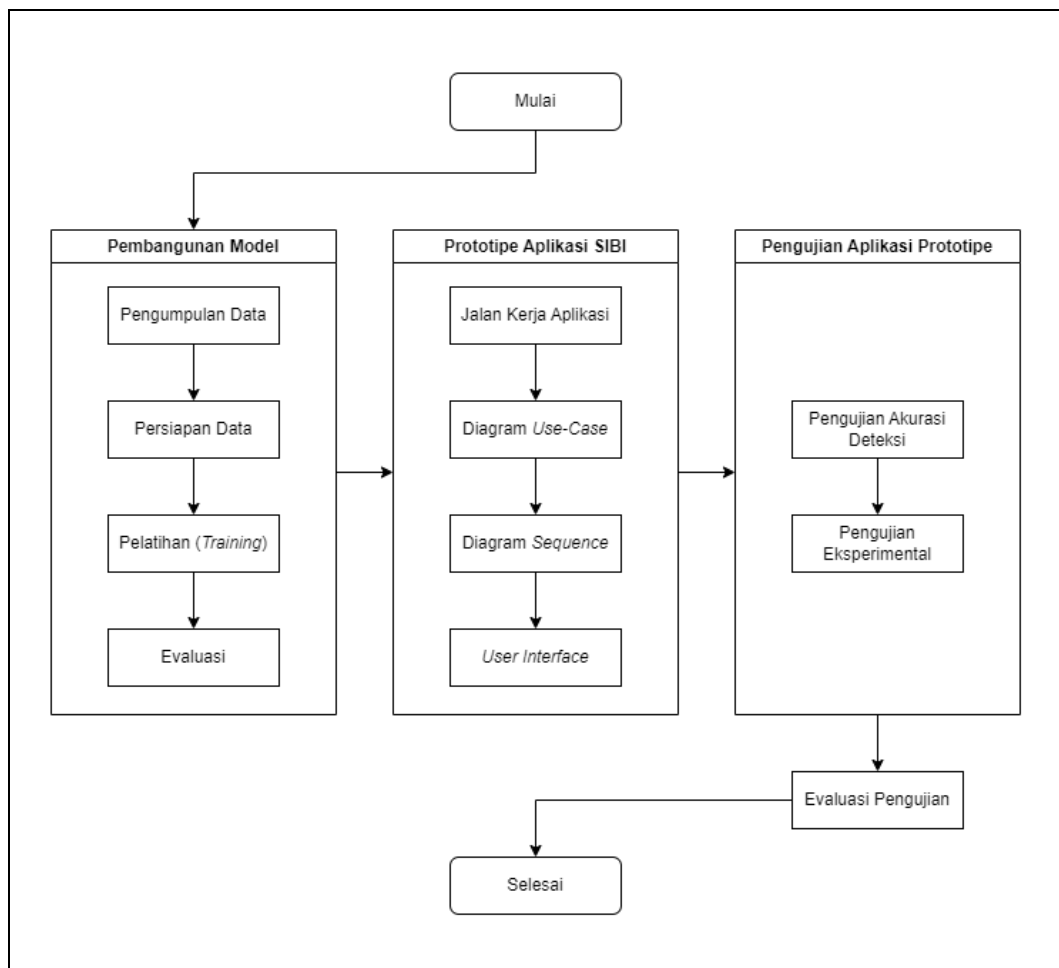 Mulai
Pembangunan Model
Pengumpulan Data
Persiapan Data
Pelatihan (Training)
Evaluasi
Prototipe Aplikasi SIBI
Jalan Kerja Aplikasi
Diagram Use-Case
Diagram Sequence
User Interface
Pengujian Aplikasi Prototipe
Pengujian Akurasi
Deteksi
Pengujian
Eksperimental
Evaluasi Pengujian
Selesai